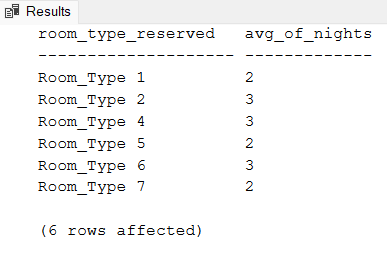 Results
room_type_reserved avg_of_nights
-------------------- -------------
Room_Type 1 2
Room_Type 2 3
Room_Type 4 3
Room_Type 5 2
Room_Type 6 3
Room_Type 7 2
(6 rows affected)